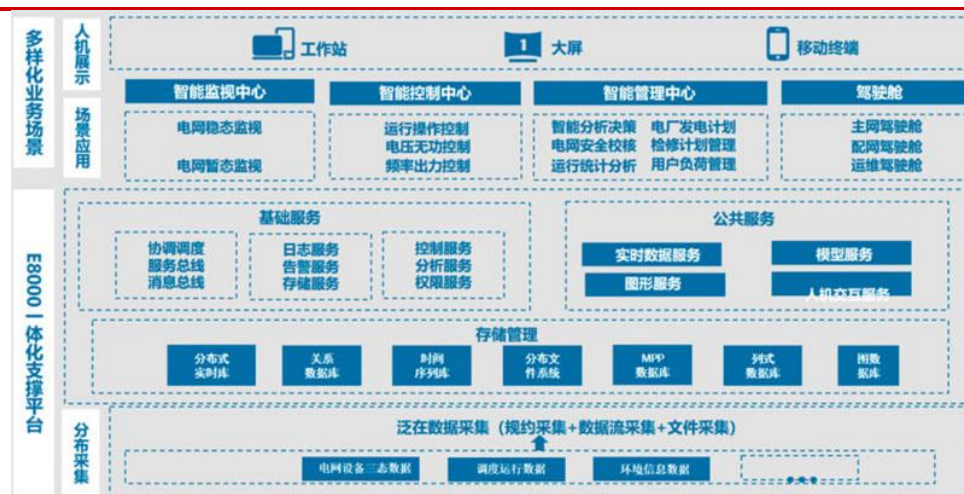 多样化业务场景
人机展示
工作站
1
大屏
移动终端
场景应用
智能监视中心
电网稳态监视
电网暂态监视
智能控制中心
运行操作控制
电压无功控制
频率出力控制
智能管理中心
智能分析决策 电厂发电计划
电网安全校核 检修计划管理
运行统计分析 用户负荷管理
驾驶舱
主网驾驶舱
配网驾驶舱
运维驾驶舱
E8000一体化支撑平台
基础服务
协调调度
服务总线
消息总线
日志服务
告警服务
存储服务
控制服务
分析服务
权限服务
公共服务
实时数据服务
模型服务
图形服务
人机交互服务
存储管理
分布式
实时库
关系
数据库
时间
序列库
分布文
件系统
MPP
数据库
列式
数据库
图数
据库
分布采集
泛在数据采集（规约采集+数据流采集+文件采集）
电网设备三态数据
调度运行数据
环境信息数据